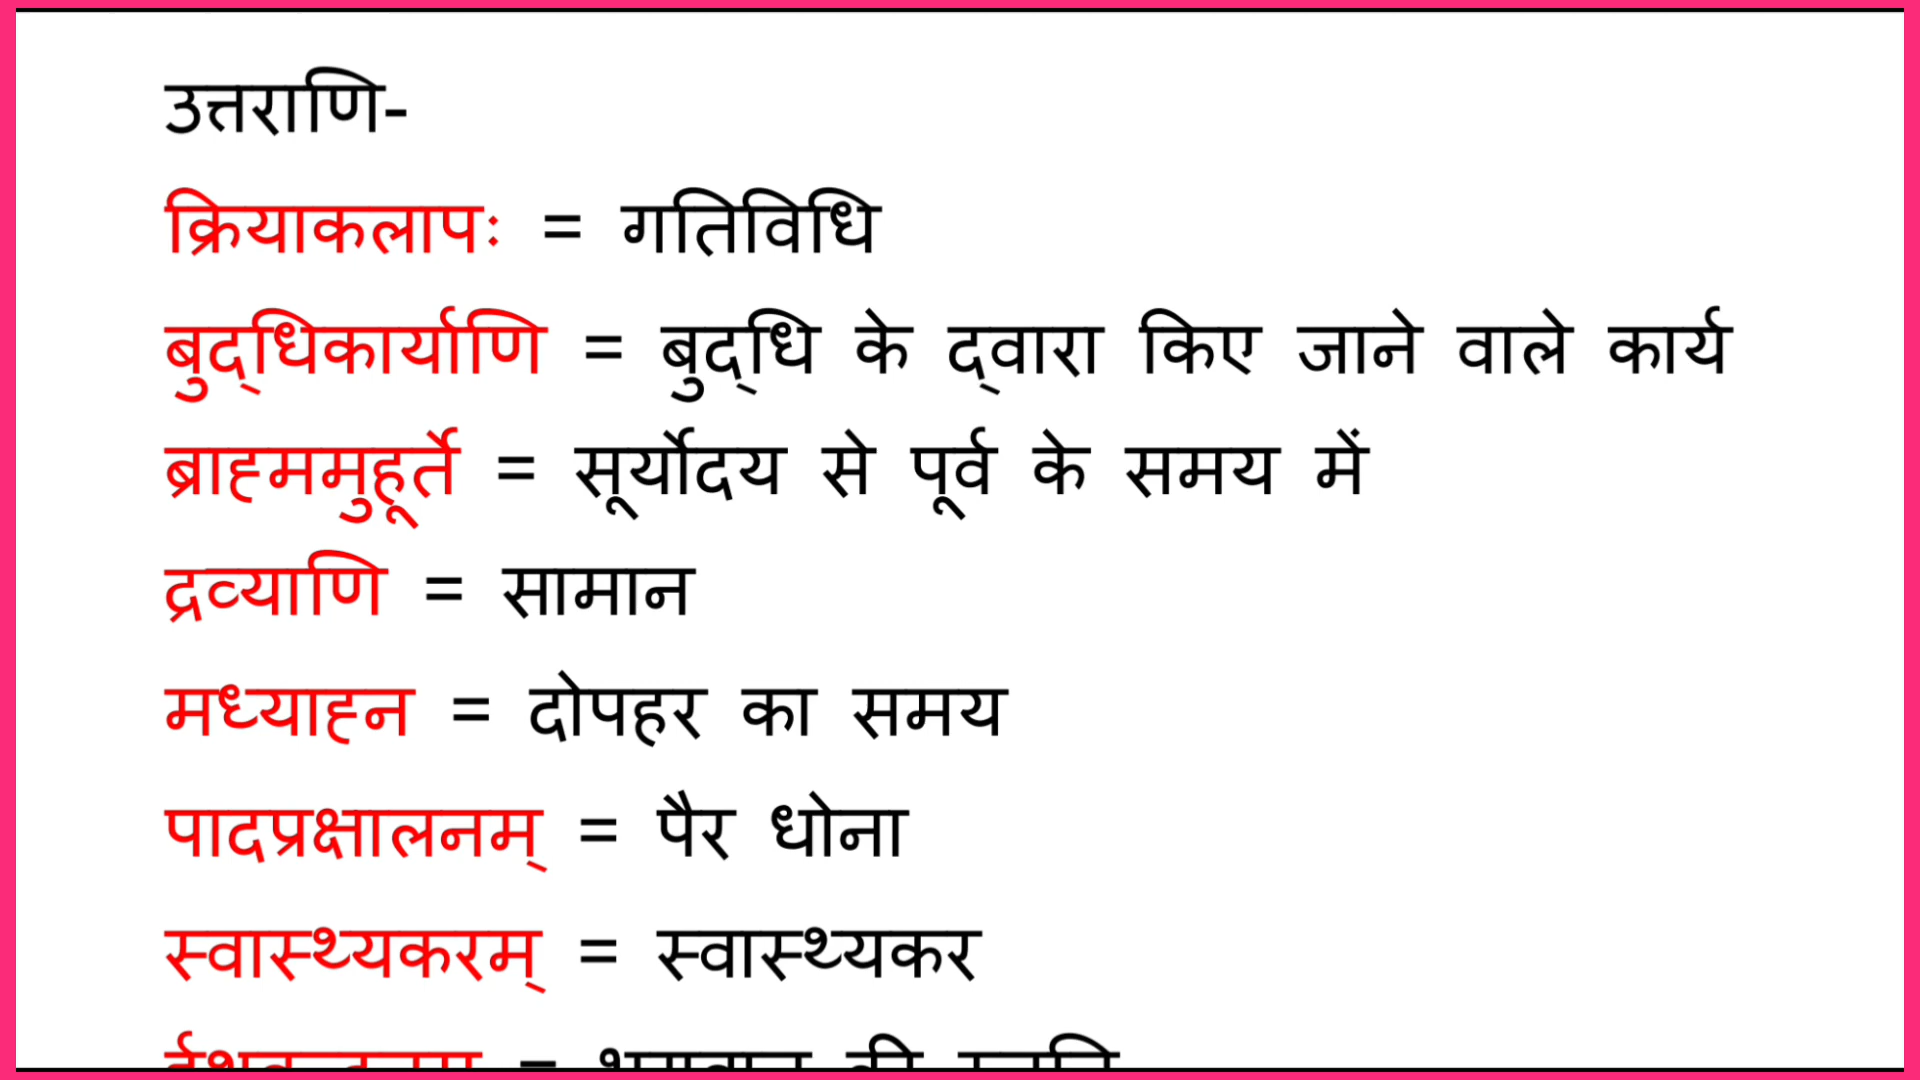 उत्तराणि-
क्रियाकलापः = गतिविधि
बुद्‌धिकार्याणि = बुद्‌धि के द्‌वारा किए जाने वाले कार्य
ब्राह्ममुहूर्ते = सूर्योदय से पूर्व के समय में
द्रव्याणि = सामान
मध्याह्न = दोपहर का समय
पादप्रक्षालनम् = पैर धोना
स्वास्थ्यकरम् = स्वास्थ्यकर
= की